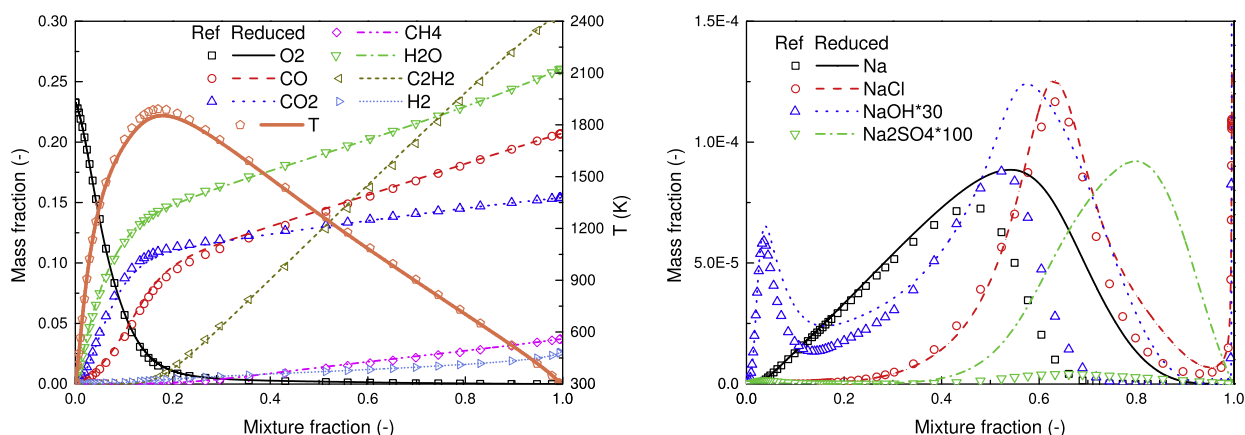 0.30
0.25
0.20
0.15
0.10
0.05
0.00
Mass fraction (-)
Ref Reduced
O2
CO
CO2
T
CH4
H2O
C2H2
H2
2400
2100
1800
1500
1200
900
600
300
T (K)
0.0 0.2 0.4 0.6 0.8 1.0
Mixture fraction (-)
1.5E-4
1.0E-4
5.0E-5
0.0
Mass fraction (-)
Ref Reduced
Na
NaCl
NaOH*30
Na2SO4*100
0.0 0.2 0.4 0.6 0.8 1.0
Mixture fraction (-)